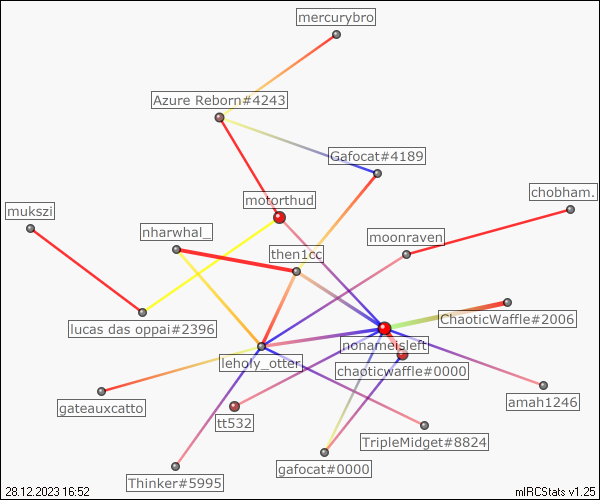 mercurybro
Azure Reborn#4243
Gafocat#4189
chobham.
motorthud
mukszi
nharwhal_
moonraven
then1cc
ChaoticWaffle#2006
lucas das oppai#2396
nonameisleft
leholy_otter
chaoticwaffle#0000
amah1246
gateauxcatto
tt532
TripleMidget#8824
gafocat#0000
Thinker#5995
28.12.2023 16:52
mIRCStats v1.25